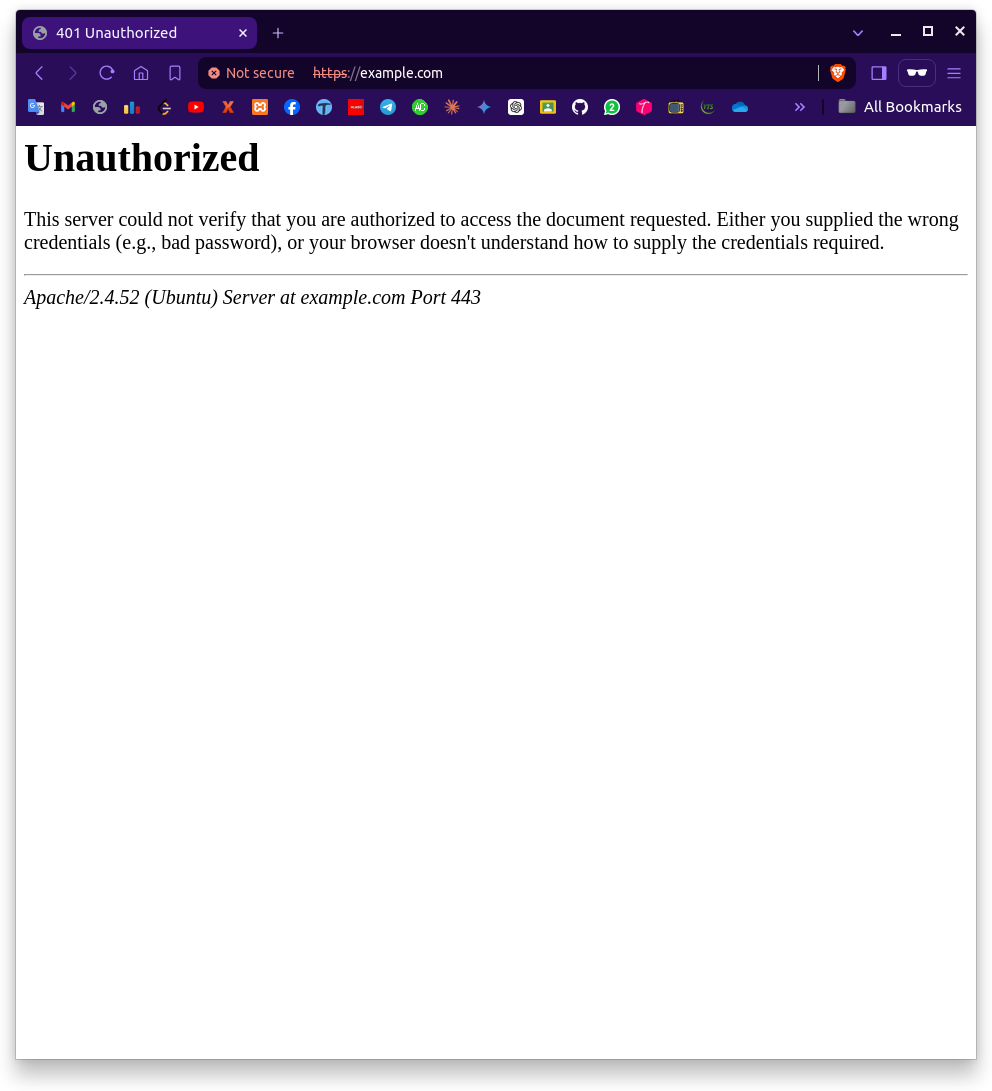 401 Unauthorized
Not secure https://example.com
All Bookmarks
Unauthorized
This server could not verify that you are authorized to access the document requested. Either you supplied the wrong
credentials (e.g., bad password), or your browser doesn't understand how to supply the credentials required.
Apache/2.4.52 (Ubuntu) Server at example.com Port 443